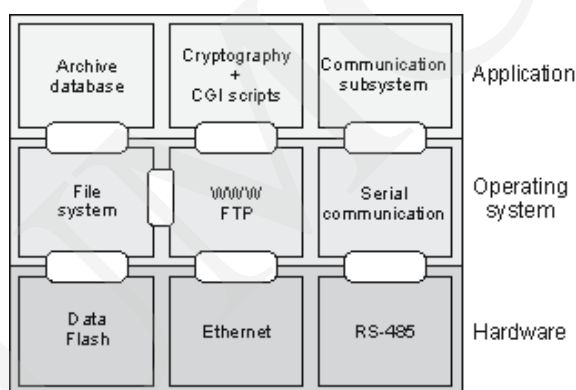 Archive
database
Cryptography
+
CGI scripts
Communication
subsystem
Application
File
system
WWW
FTP
Serial
communication
Operating
system
Data
Flash
Ethernet
RS-485
Hardware